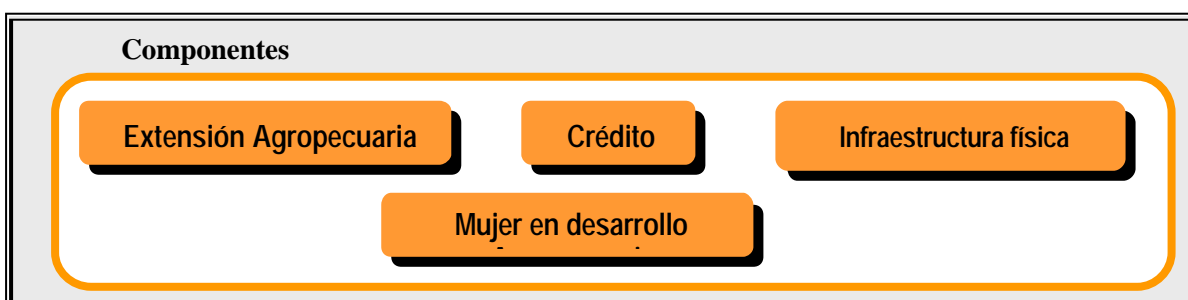 Componentes
Extensión Agropecuaria
Crédito
Infraestructura física
Mujer en desarrollo